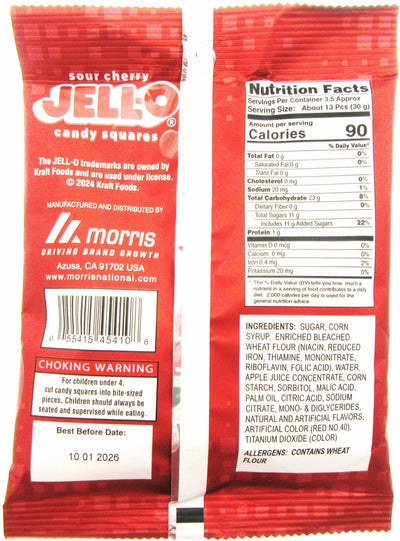 sour cherry
JELL-O®
candy squares
The JELL-O trademarks are owned by
Kraft Foods and are used under license.
© 2024 Kraft Foods.
MANUFACTURED AND DISTRIBUTED BY
morris
DRIVING BRAND GROWTH
Azusa, CA 91702 USA
www.morrisnational.com
0 55415 45410 8
CHOKING WARNING
For children under 4,
cut candy squares into bite-sized
pieces, Children should always be
seated and supervised while eating.
Best Before Date:
10 01 2026
Nutrition Facts
Servings Per Container 3.5 Approx
Serving Size: About 13 Pcs (30 g)
Amount per serving
Calories 90
% Daily Value*
Total Fat 0 g 0%
Saturated Fat 0 g 0%
Trans Fat 0 g
Cholesterol 0 mg 0%
Sodium 20 mg 1%
Total Carbohydrate 23 g 8%
Dietary Fiber 0 g 0%
Total Sugars 11 g
Includes 11 g Added Sugars 22%
Protein 1 g
Vitamin D 0 mcg 0%
Calcium 0 mg 0%
Iron 0.4 mg 2%
Potassium 20 mg 0%
* The % Daily Value (DV) tells you how much a
nutrient in a serving of food contributes to a daily
diet. 2,000 calories per day is used for the
general nutrition advice.
INGREDIENTS: SUGAR, CORN
SYRUP, ENRICHED BLEACHED
WHEAT FLOUR (NIACIN, REDUCED
IRON, THIAMINE, MONONITRATE,
RIBOFLAVIN, FOLIC ACID), WATER,
APPLE JUICE CONCENTRATE, CORN
STARCH, SORBITOL, MALIC ACID,
PALM OIL, CITRIC ACID, SODIUM
CITRATE, MONO- & DIGLYCERIDES,
NATURAL AND ARTIFICIAL FLAVORS,
ARTIFICIAL COLOR (RED NO.40),
TITANIUM DIOXIDE (COLOR)
ALLERGENS: CONTAINS WHEAT
FLOUR